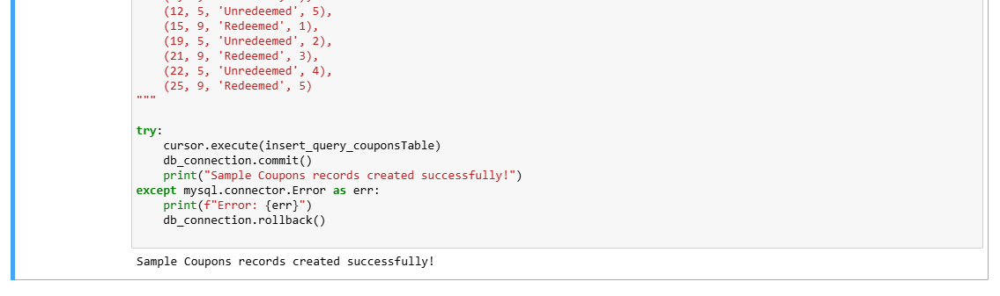 (12, 5, 'Unredeemed', 5),
(15, 9, 'Redeemed', 1),
(19, 5, 'Unredeemed', 2),
(21, 9, 'Redeemed', 3),
(22, 5, 'Unredeemed', 4),
(25, 9, 'Redeemed', 5)
"""
try:
cursor.execute(insert_query_couponsTable)
db_connection.commit()
print("Sample Coupons records created successfully!")
except mysql.connector.Error as err:
print(f"Error: {err}")
db_connection.rollback()
Sample Coupons records created successfully!